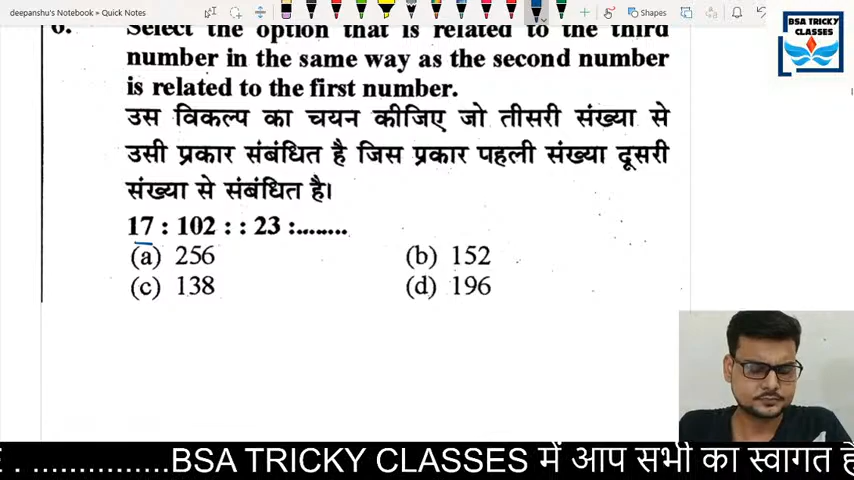 deepanshu's Notebook » Quick Notes
Shapes
BSA TRICKY
CLASSES
6. Select the option that is related to the third
number in the same way as the second number
is related to the first number.
उस विकल्प का चयन कीजिए जो तीसरी संख्या से
उसी प्रकार संबंधित है जिस प्रकार पहली संख्या दूसरी
संख्या से संबंधित है।
17 : 102 : : 23 :........
(a) 256 (b) 152
(c) 138 (d) 196
E . ...............BSA TRICKY CLASSES में आप सभी का स्वागत है